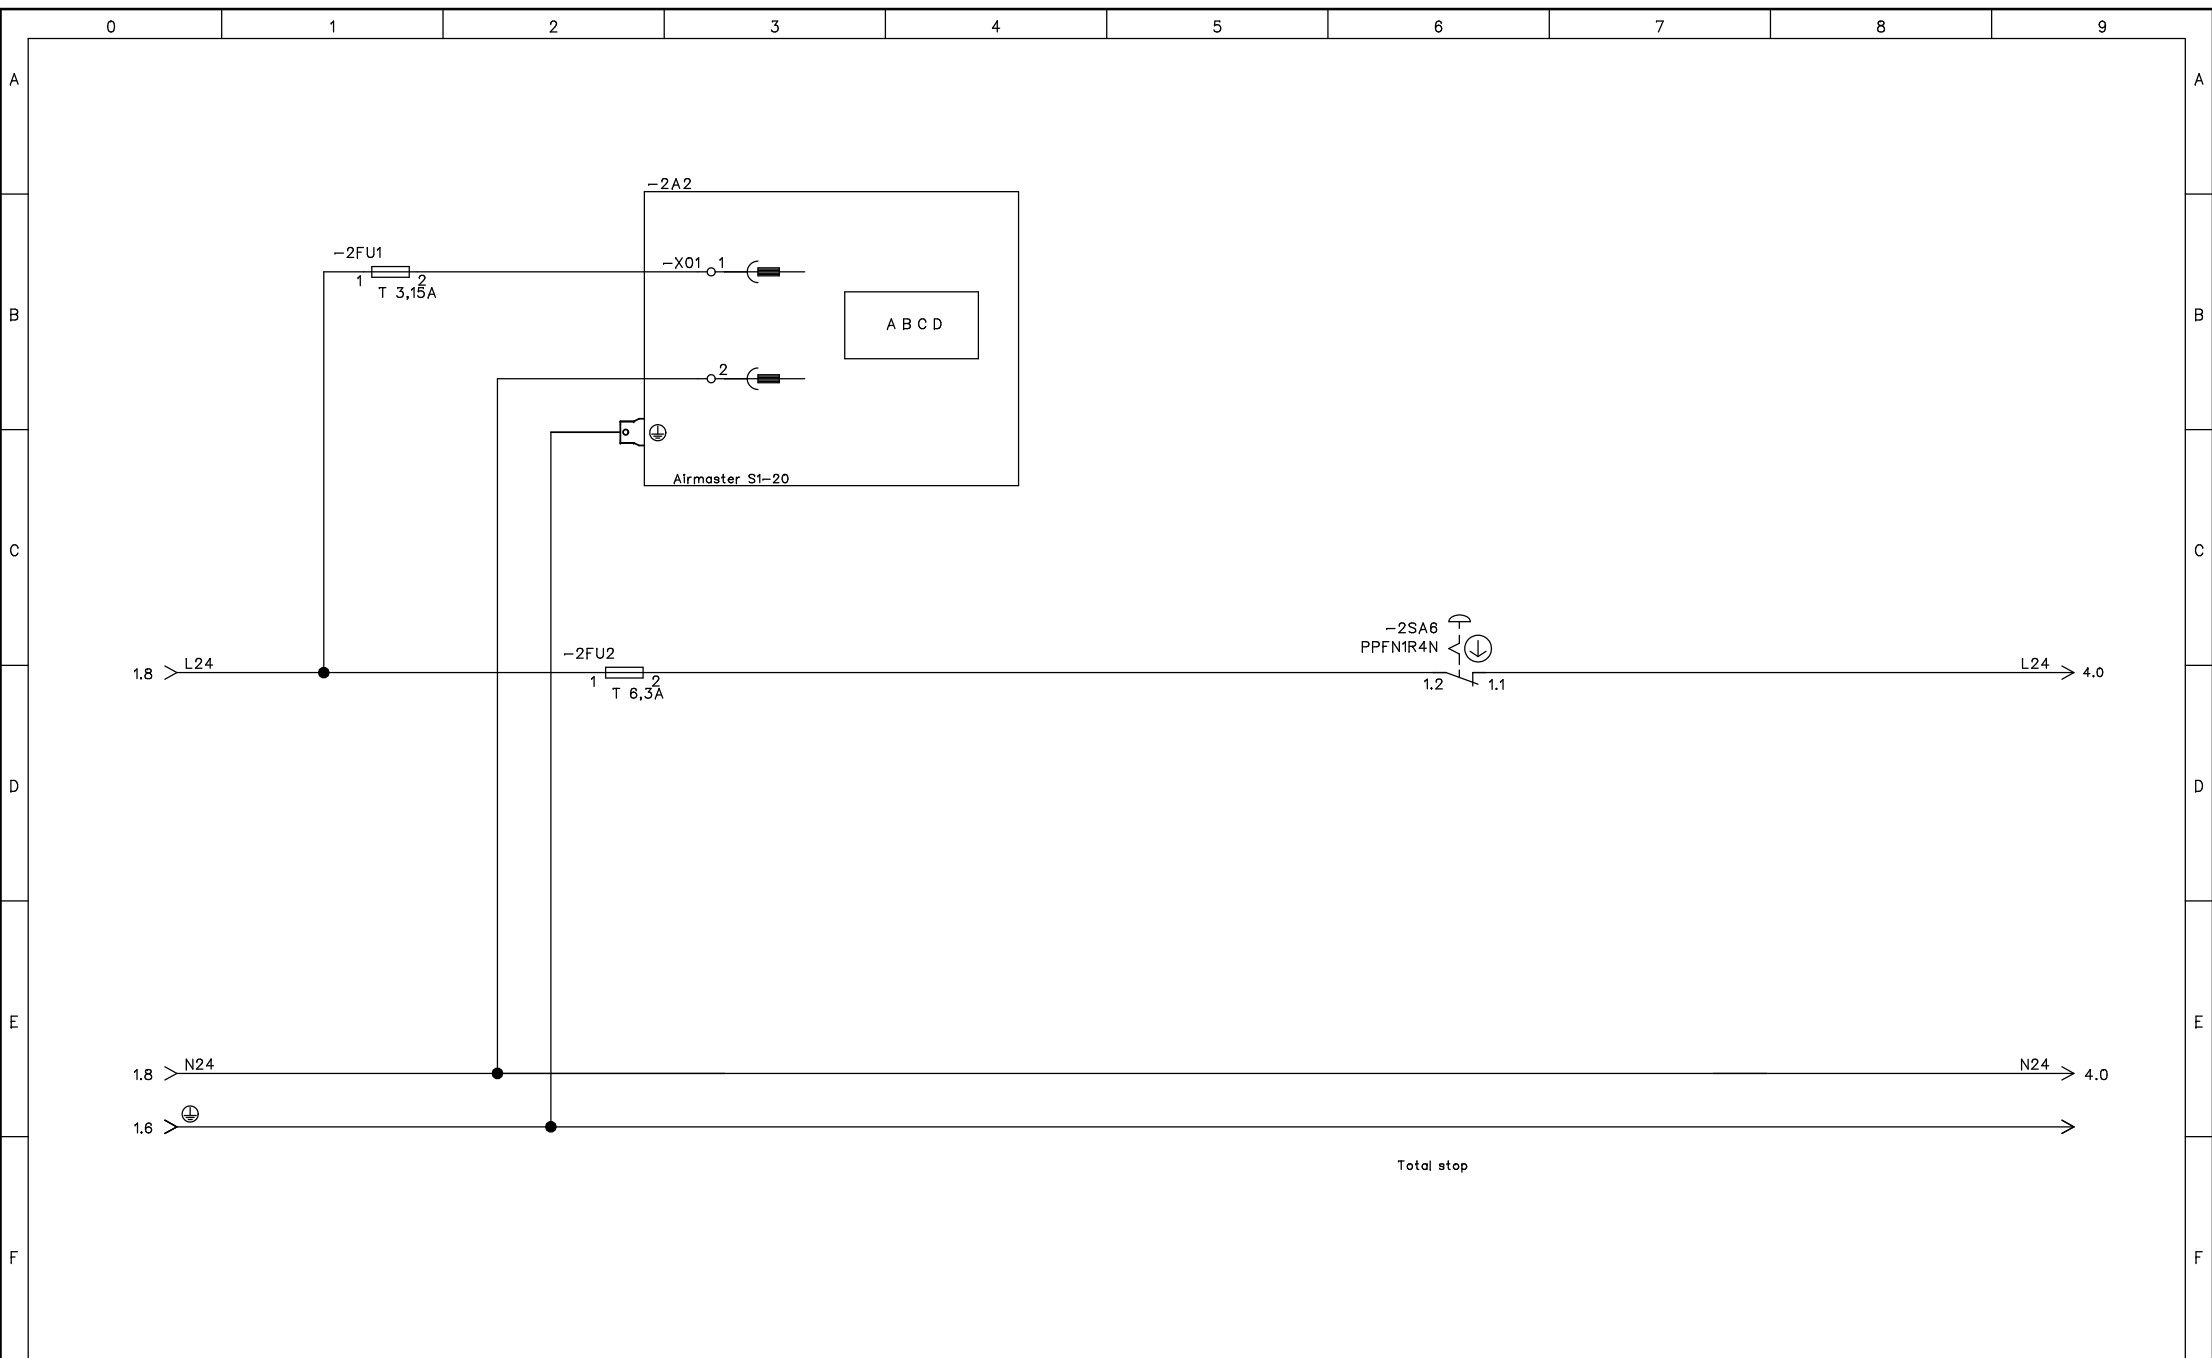 0 1 2 3 4 5 6 7 8 9
A A
-2A2
-2FU1
-X01 1
1 2
T 3,15A
B B
A B C D
2
Airmaster S1-20
C C
-2SA6
PPFN1R4N
-2FU2
1.8 L24
L24 4.0
1 2
1.2 1.1
T 6,3A
D D
E E
1.8 N24
N24 4.0
1.6
Total stop
F F